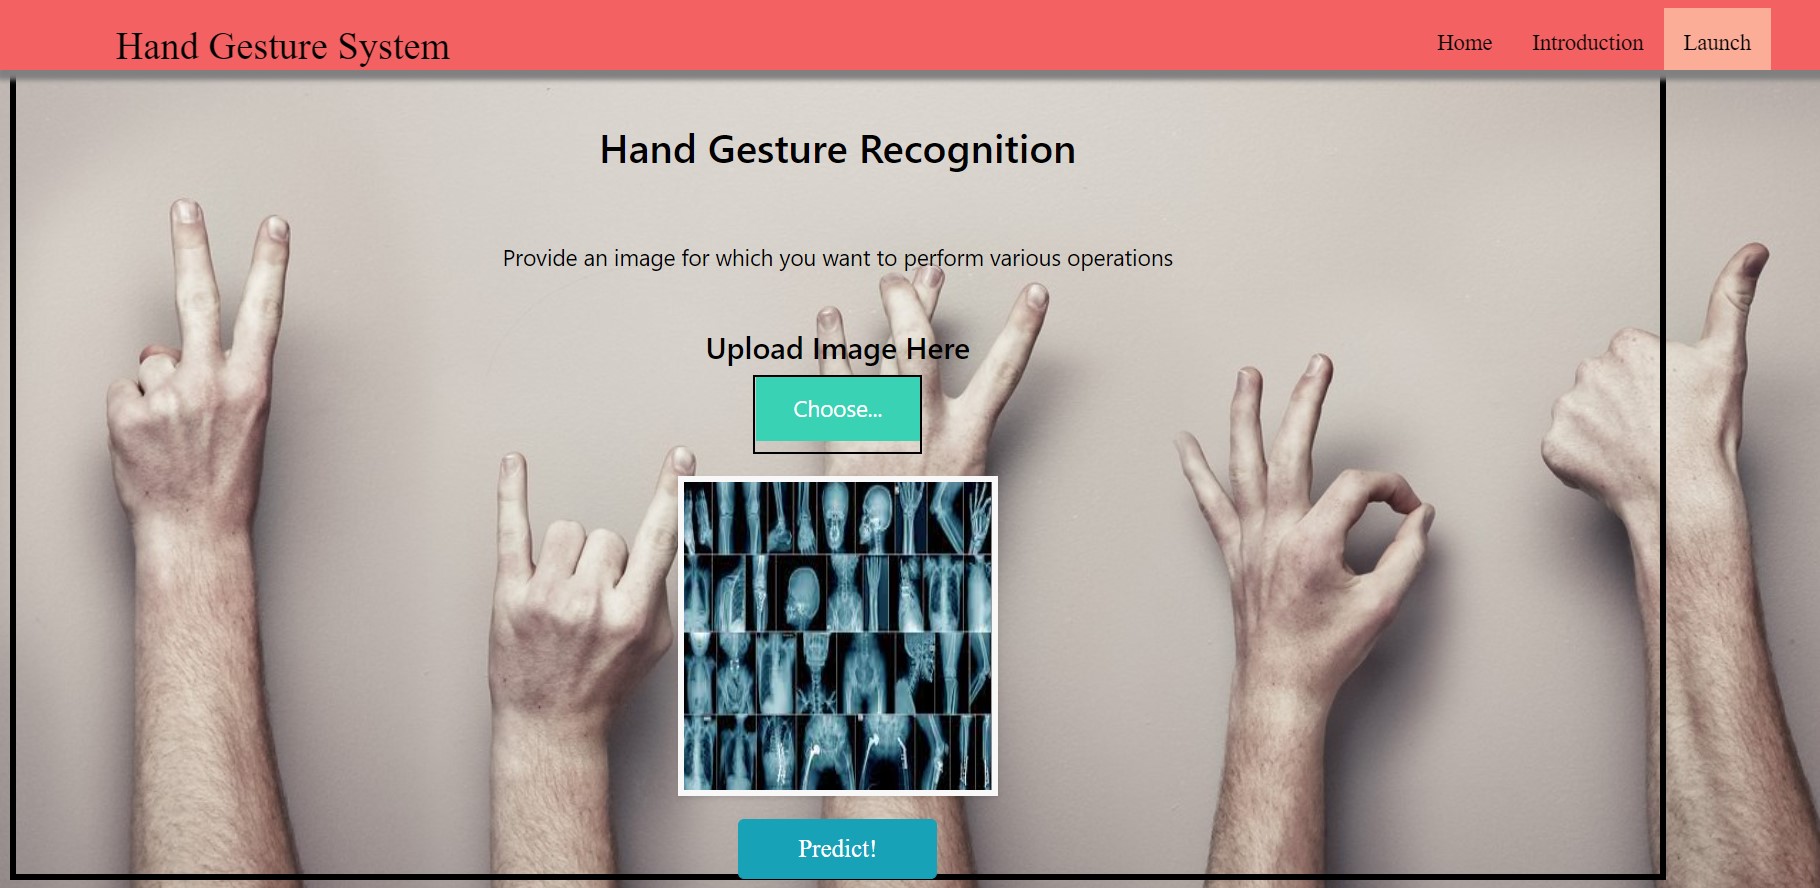 Hand Gesture System
Home
Introduction
Launch
Hand Gesture Recognition
Provide an image for which you want to perform various operations
Upload Image Here
Choose...
Predict!